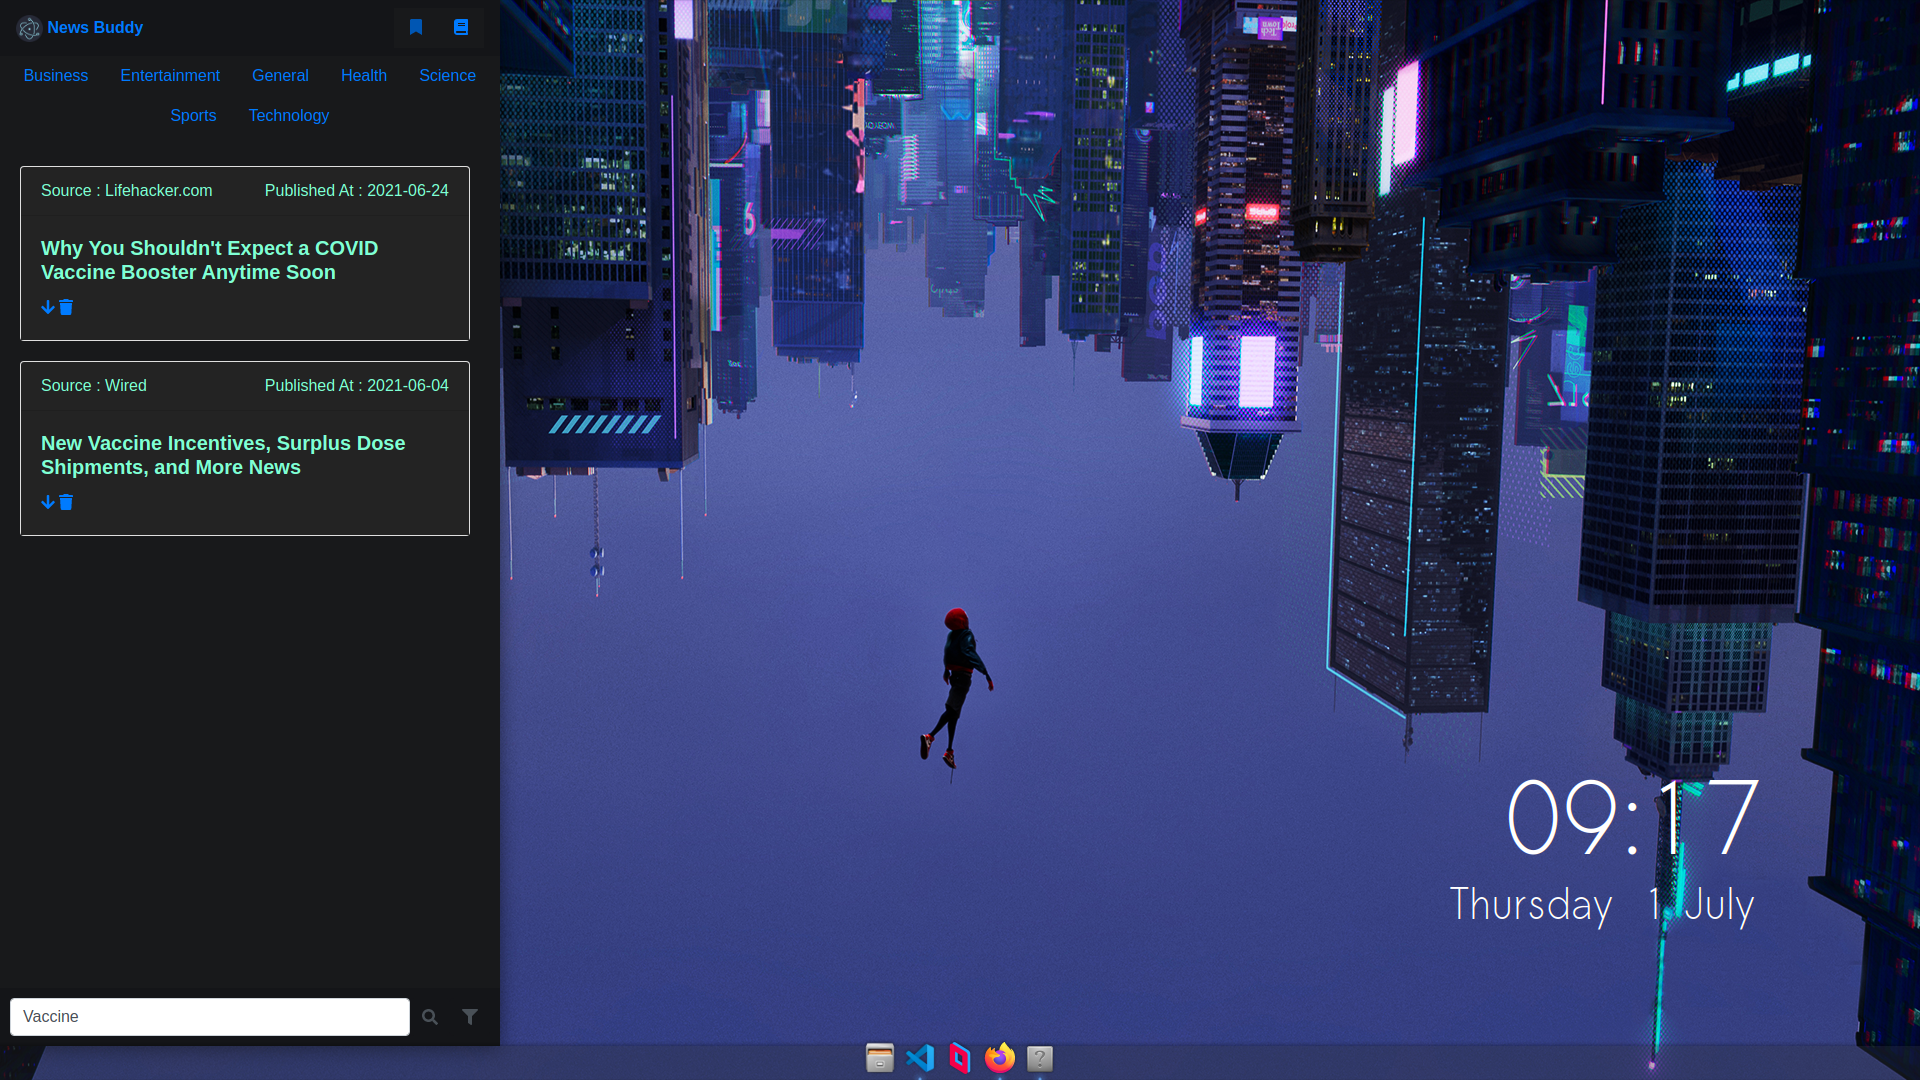 News Buddy
Business Entertainment General Health Science
Sports Technology
Source : Lifehacker.com Published At : 2021-06-24
Why You Shouldn't Expect a COVID
Vaccine Booster Anytime Soon
Source : Wired Published At : 2021-06-04
New Vaccine Incentives, Surplus Dose
Shipments, and More News
Vaccine
09:17
Thursday 1 July
?